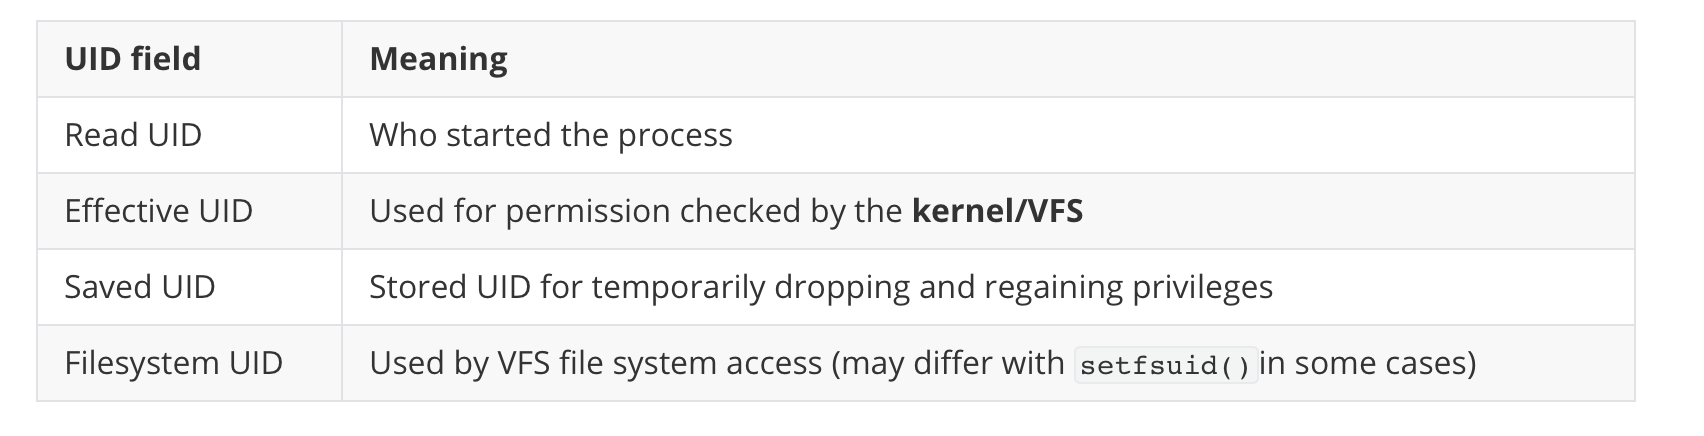 UID field Meaning
Read UID Who started the process
Effective UID Used for permission checked by the kernel/VFS
Saved UID Stored UID for temporarily dropping and regaining privileges
Filesystem UID Used by VFS file system access (may differ with setfsuid() in some cases)